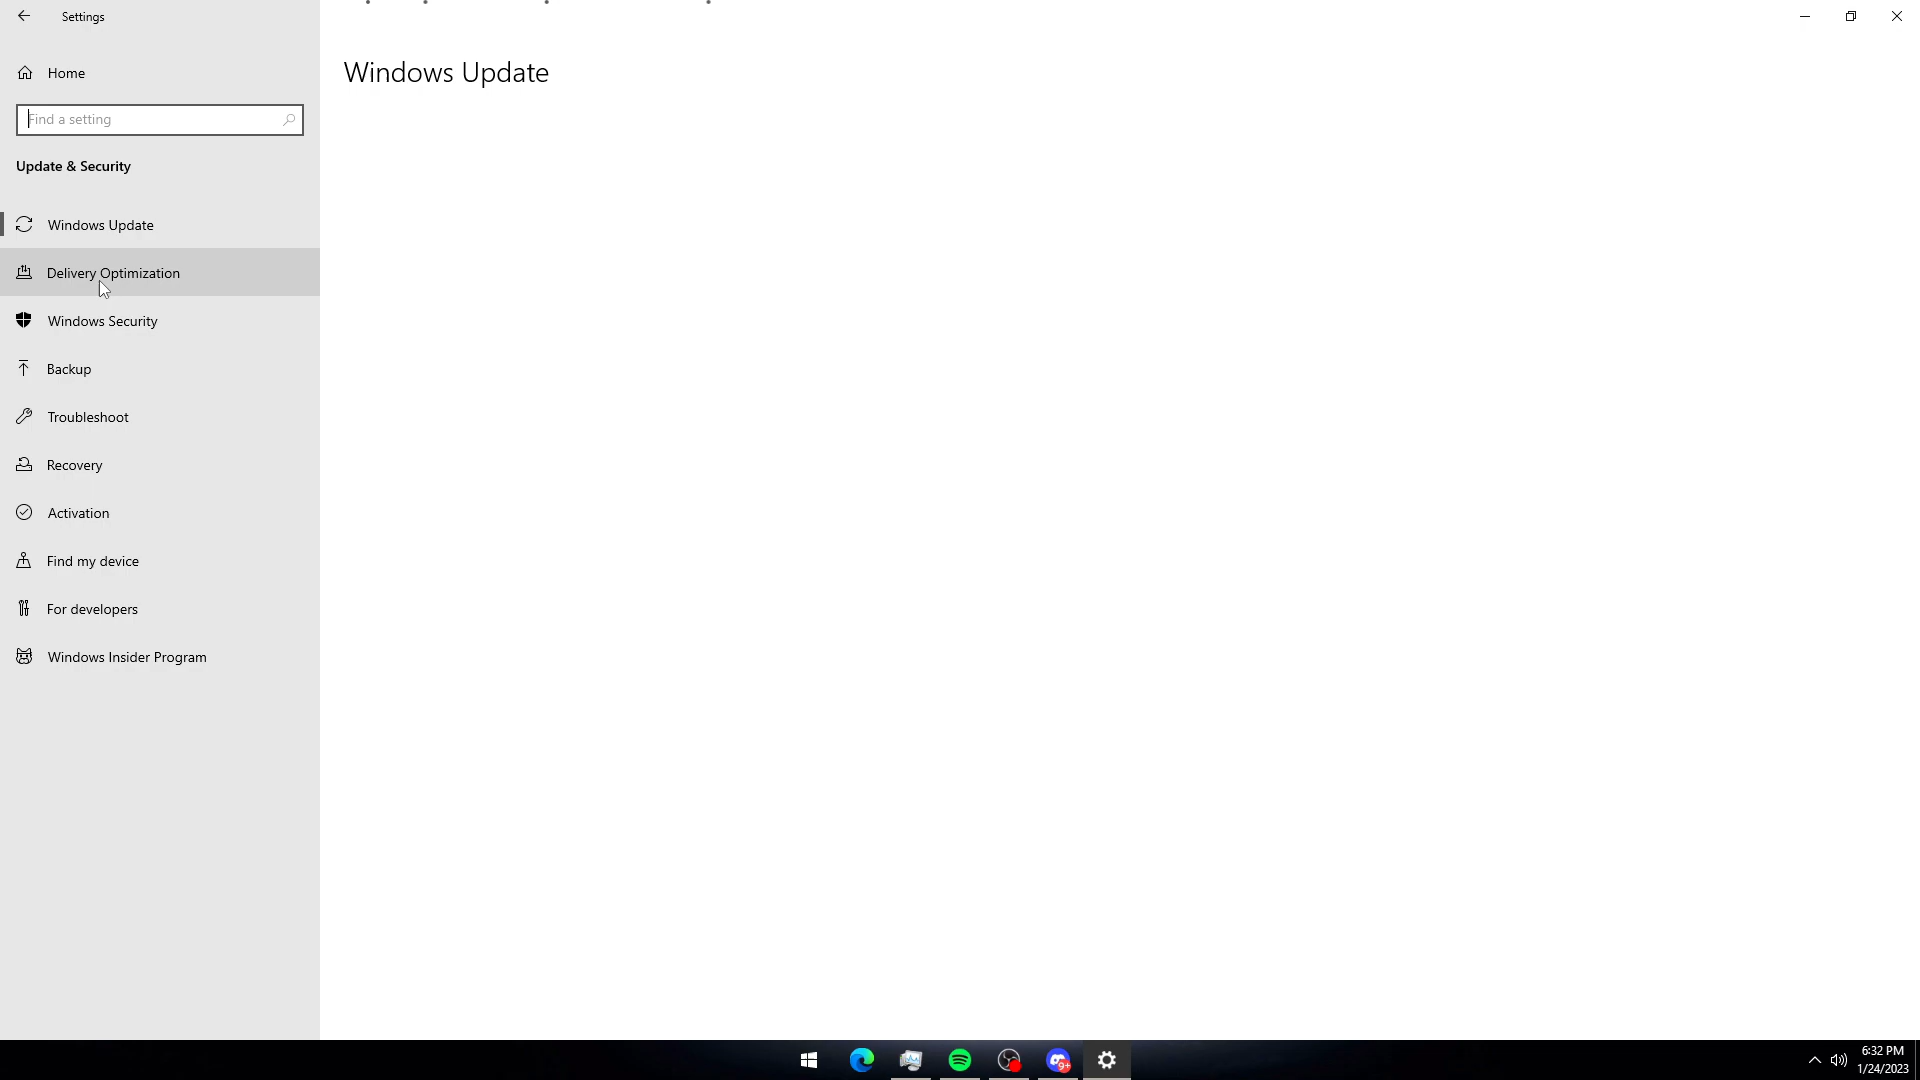 Settings
Home
Find a setting
Update & Security
Windows Update
Delivery Optimization
Windows Security
Backup
Troubleshoot
Recovery
Activation
Find my device
For developers
Windows Insider Program
Windows Update
9+
6:32 PM
1/24/2023